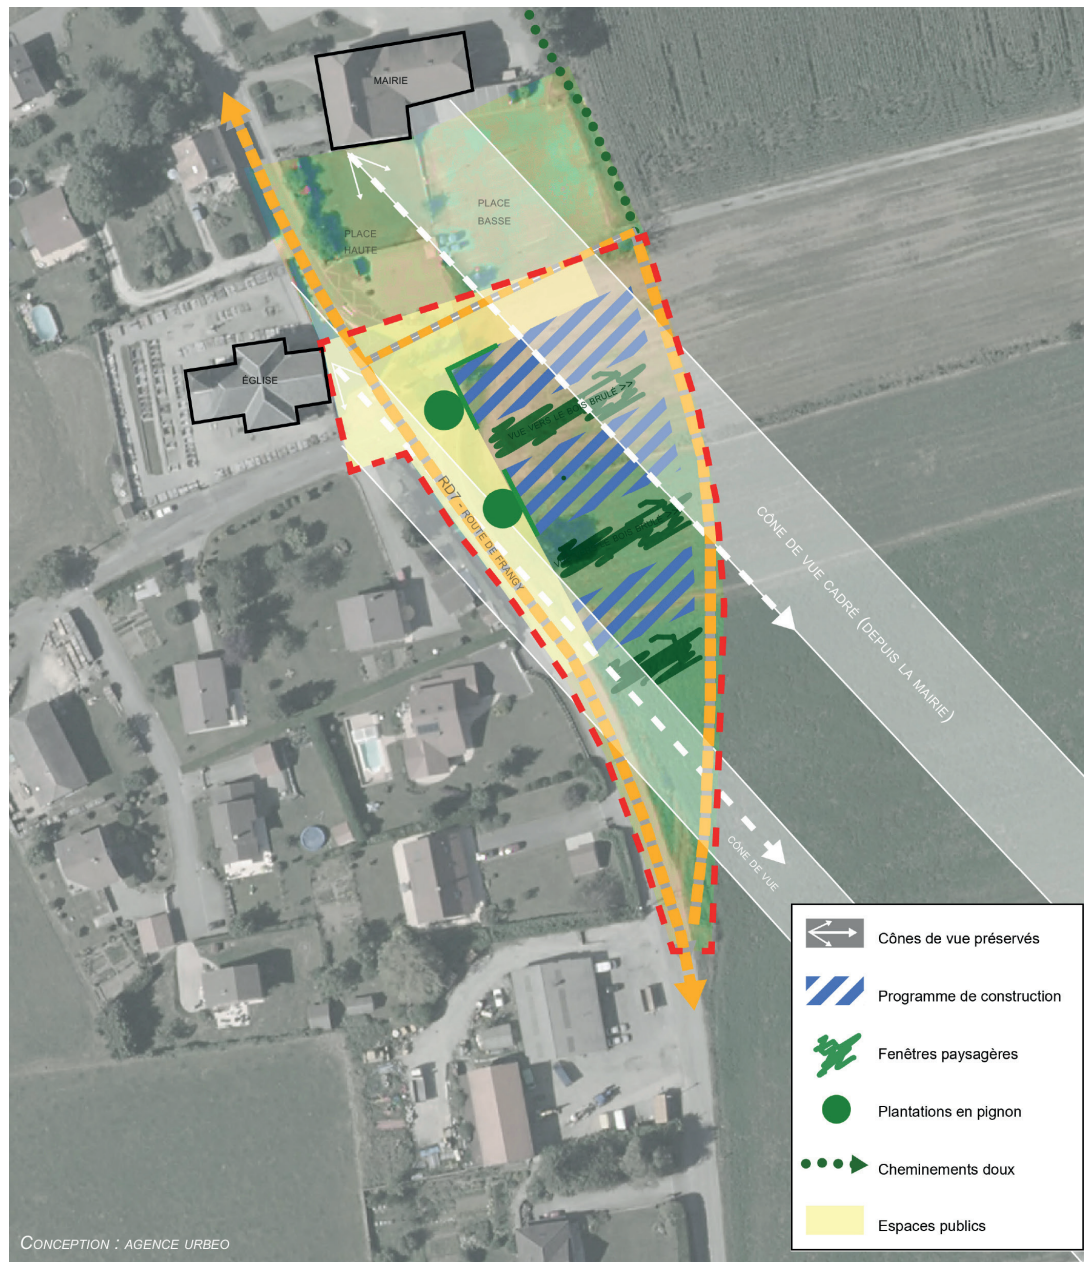 MAIRIE
PLACE
BASSE
PLACE
HAUTE
ÉGLISE
VUE VERS LE BOIS BRULÉ >>
RD7 - ROUTE DE FRANGY
CÔNE DE VUE CADRÉ (DEPUIS LA MAIRIE)
CÔNE DE VUE
Cônes de vue préservés
Programme de construction
Fenêtres paysagères
Plantations en pignon
Cheminements doux
Espaces publics
CONCEPTION : AGENCE URBEO